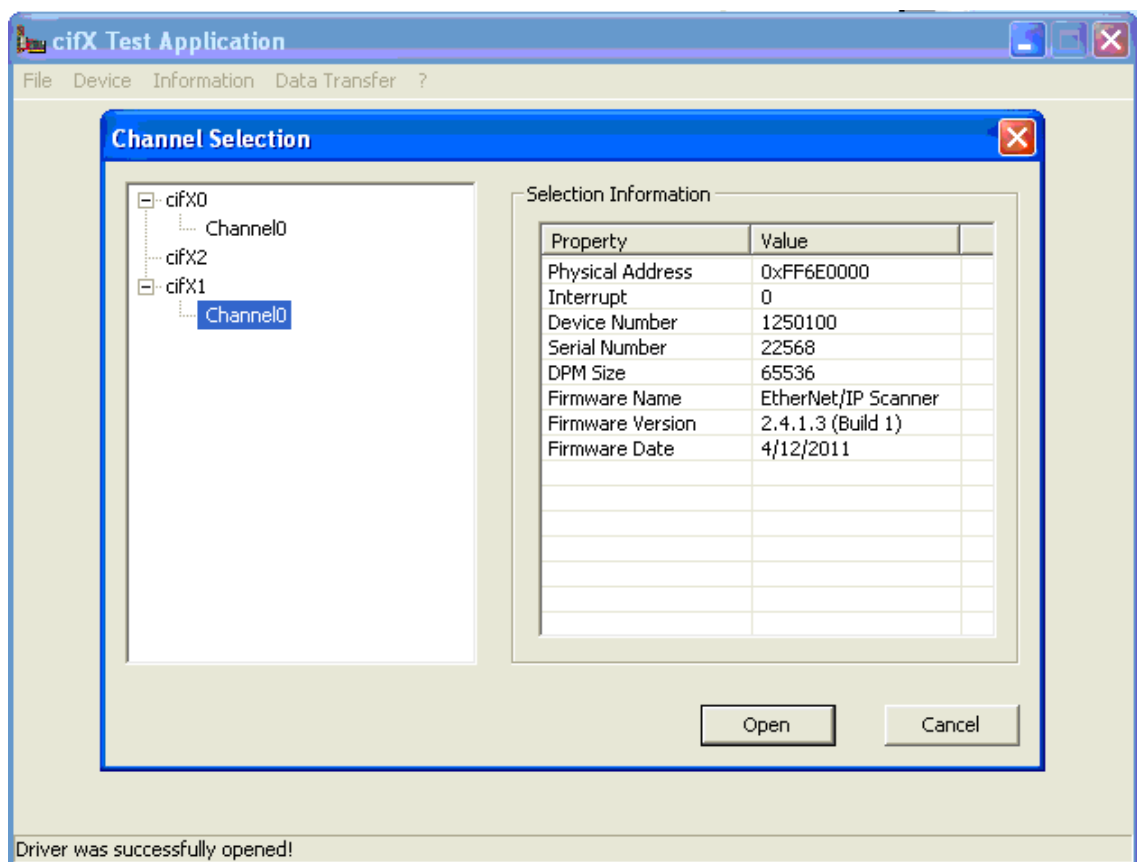 cifX Test Application
File Device Information Data Transfer ?
Channel Selection
cifX0
Channel0
cifX2
cifX1
Channel0
Selection Information
Property Value
Physical Address 0xFF6E0000
Interrupt 0
Device Number 1250100
Serial Number 22568
DPM Size 65536
Firmware Name EtherNet/IP Scanner
Firmware Version 2.4.1.3 (Build 1)
Firmware Date 4/12/2011
Open Cancel
Driver was successfully opened!